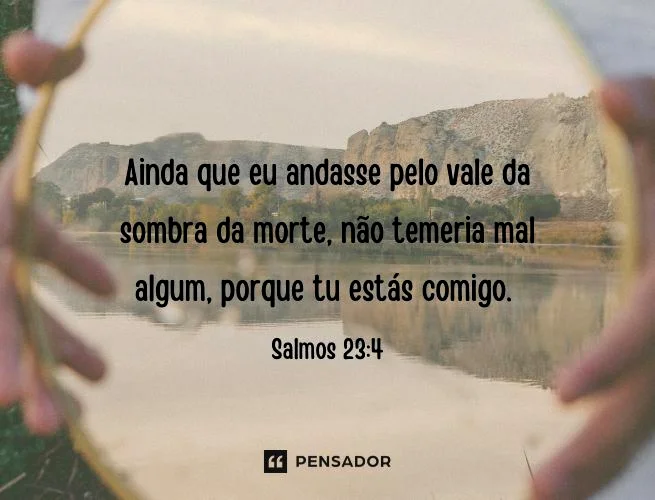 Ainda que eu andasse pelo vale da
sombra da morte, não temeria mal
algum, porque tu estás comigo.
Salmos 23:4
PENSADOR